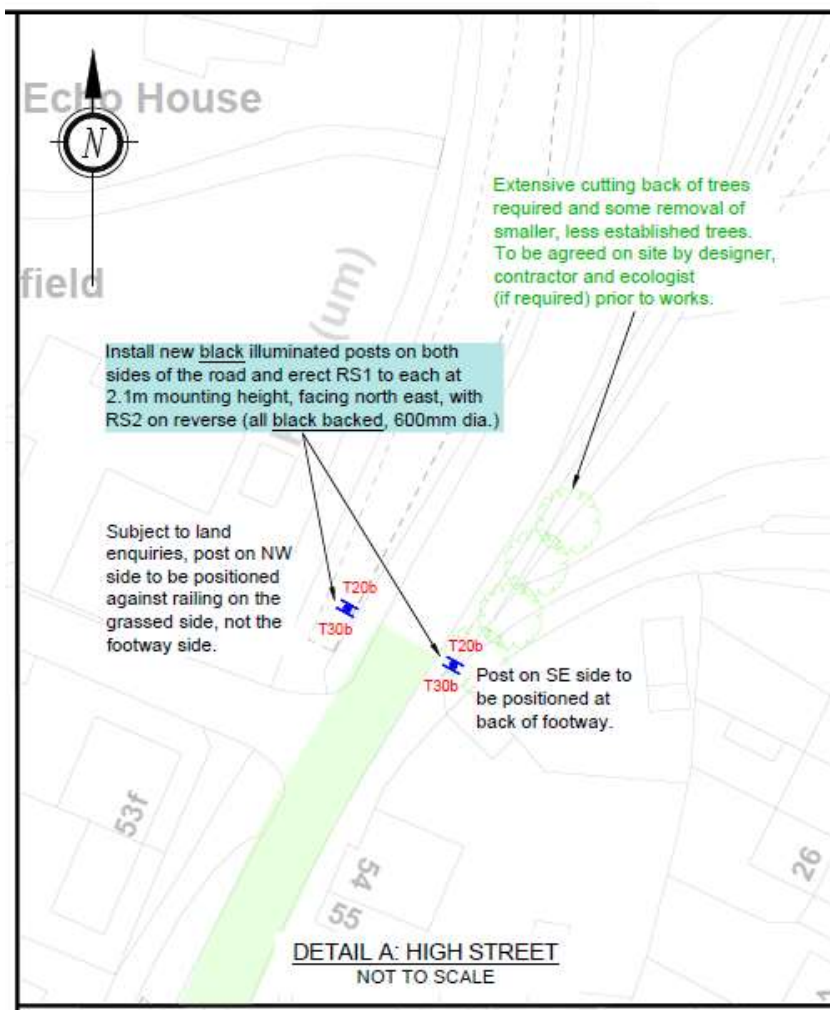 Echo House
N
field
(um)
Extensive cutting back of trees
required and some removal of
smaller, less established trees.
To be agreed on site by designer,
contractor and ecologist
(if required) prior to works.
Install new black illuminated posts on both
sides of the road and erect RS1 to each at
2.1m mounting height, facing north east, with
RS2 on reverse (all black backed, 600mm dia.)
Subject to land
enquiries, post on NW
side to be positioned
against railing on the
grassed side, not the
footway side.
T20b
T30b
T20b
T30b
Post on SE side to
be positioned at
back of footway.
53f
54
55
26
DETAIL A: HIGH STREET
NOT TO SCALE